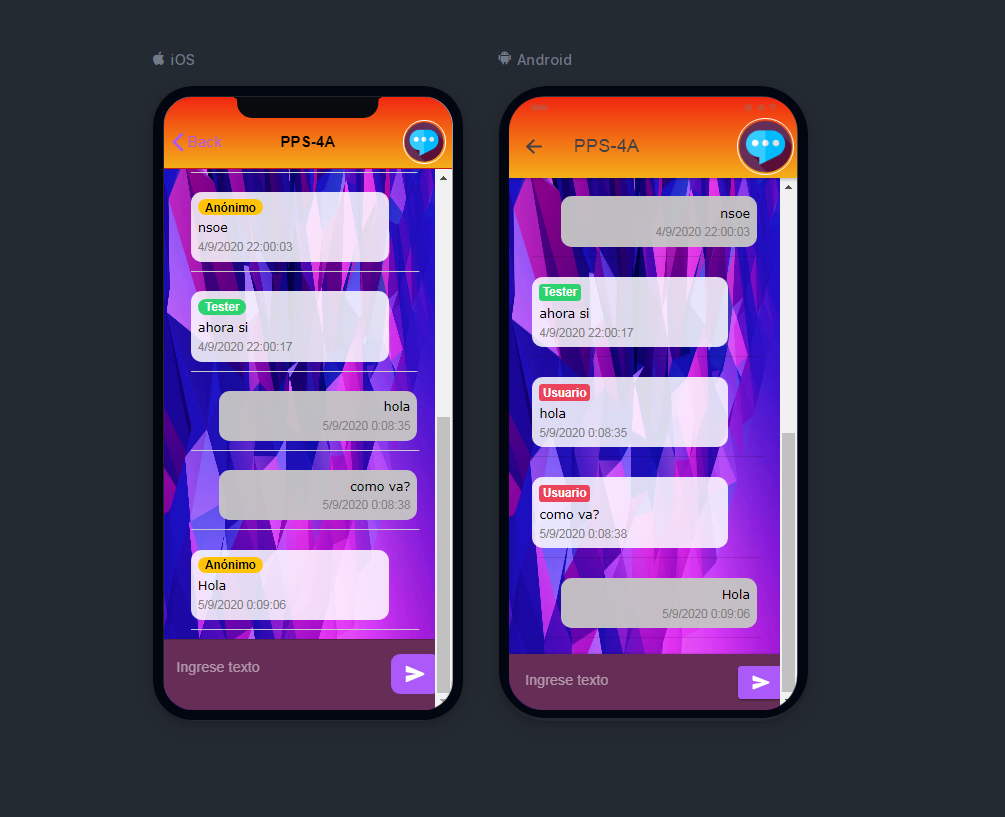 iOS
Back
PPS-4A
Anónimo
nsoe
4/9/2020 22:00:03
Tester
ahora si
4/9/2020 22:00:17
hola
5/9/2020 0:08:35
como va?
5/9/2020 0:08:38
Anónimo
Hola
5/9/2020 0:09:06
Ingrese texto
Android
PPS-4A
nsoe
4/9/2020 22:00:03
Tester
ahora si
4/9/2020 22:00:17
Usuario
hola
5/9/2020 0:08:35
Usuario
como va?
5/9/2020 0:08:38
Hola
5/9/2020 0:09:06
Ingrese texto